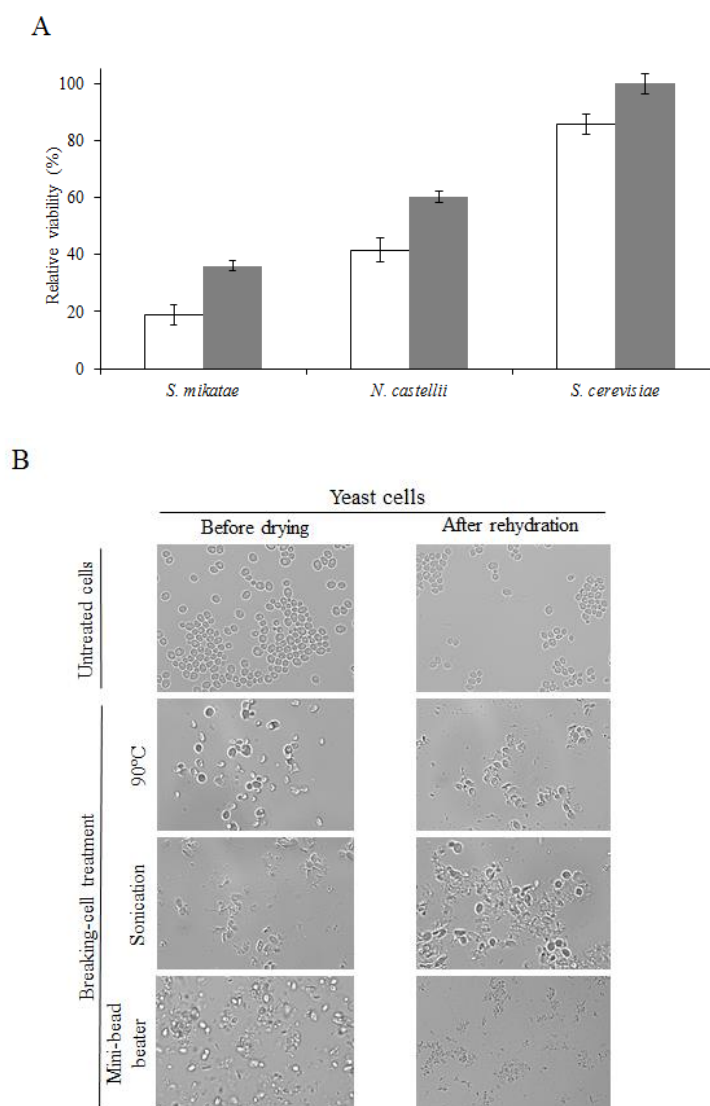 A
Relative viability (%)
100
80
60
40
20
0
S. mikatae
N. castellii
S. cerevisiae
B
Yeast cells
Before drying
After rehydration
Untreated cells
Breaking-cell treatment
90ºC
Sonication
Mini-bead
beater